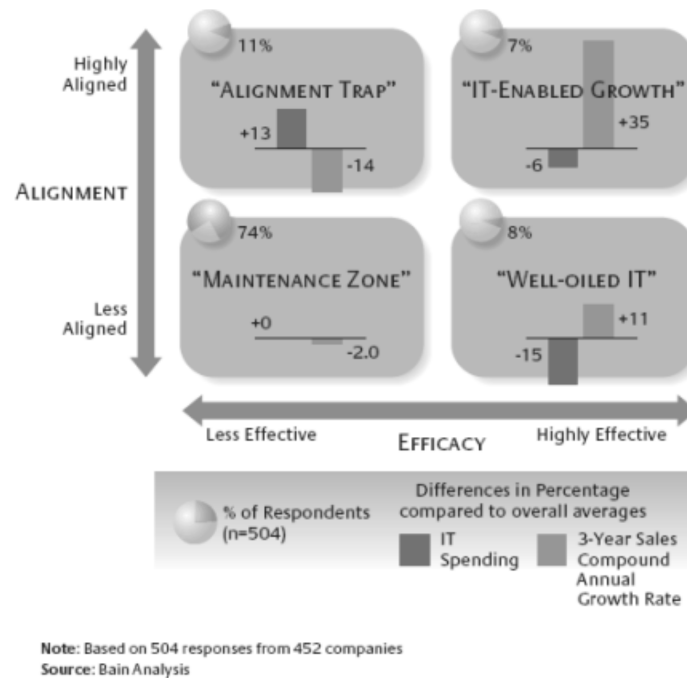 Highly
Aligned
ALIGNMENT
Less
Aligned
11%
"ALIGNMENT TRAP"
+13
-14
7%
"IT-ENABLED GROWTH"
+35
-6
74%
"MAINTENANCE ZONE"
+0
-2.0
8%
"WELL-OILED IT"
+11
-15
Less Effective
EFFICACY
Highly Effective
% of Respondents
(n=504)
Differences in Percentage
compared to overall averages
IT
Spending
3-Year Sales
Compound
Annual
Growth Rate
Note: Based on 504 responses from 452 companies
Source: Bain Analysis